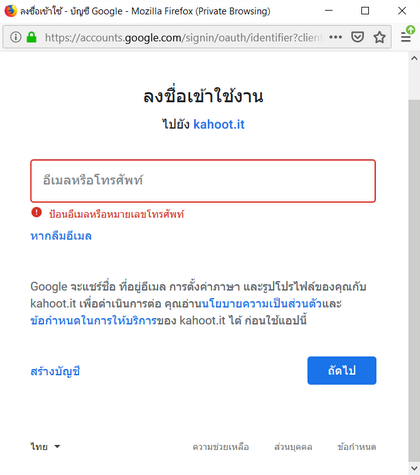 ลงชื่อเข้าใช้ - บัญชี Google - Mozilla Firefox (Private Browsing)
https://accounts.google.com/signin/oauth/identifier?clien
ลงชื่อเข้าใช้งาน
ไปยัง kahoot.it
อีเมลหรือโทรศัพท์
ป้อนอีเมลหรือหมายเลขโทรศัพท์
หากลืมอีเมล
Google จะแชร์ชื่อ ที่อยู่อีเมล การตั้งค่าภาษา และรูปโปรไฟล์ของคุณกับ
kahoot.it เพื่อดำเนินการต่อ คุณอ่านนโยบายความเป็นส่วนตัวและ
ข้อกำหนดในการให้บริการของ kahoot.it ได้ ก่อนใช้แอปนี้
สร้างบัญชี
ถัดไป
ไทย ความช่วยเหลือ ส่วนบุคคล ข้อกำหนด